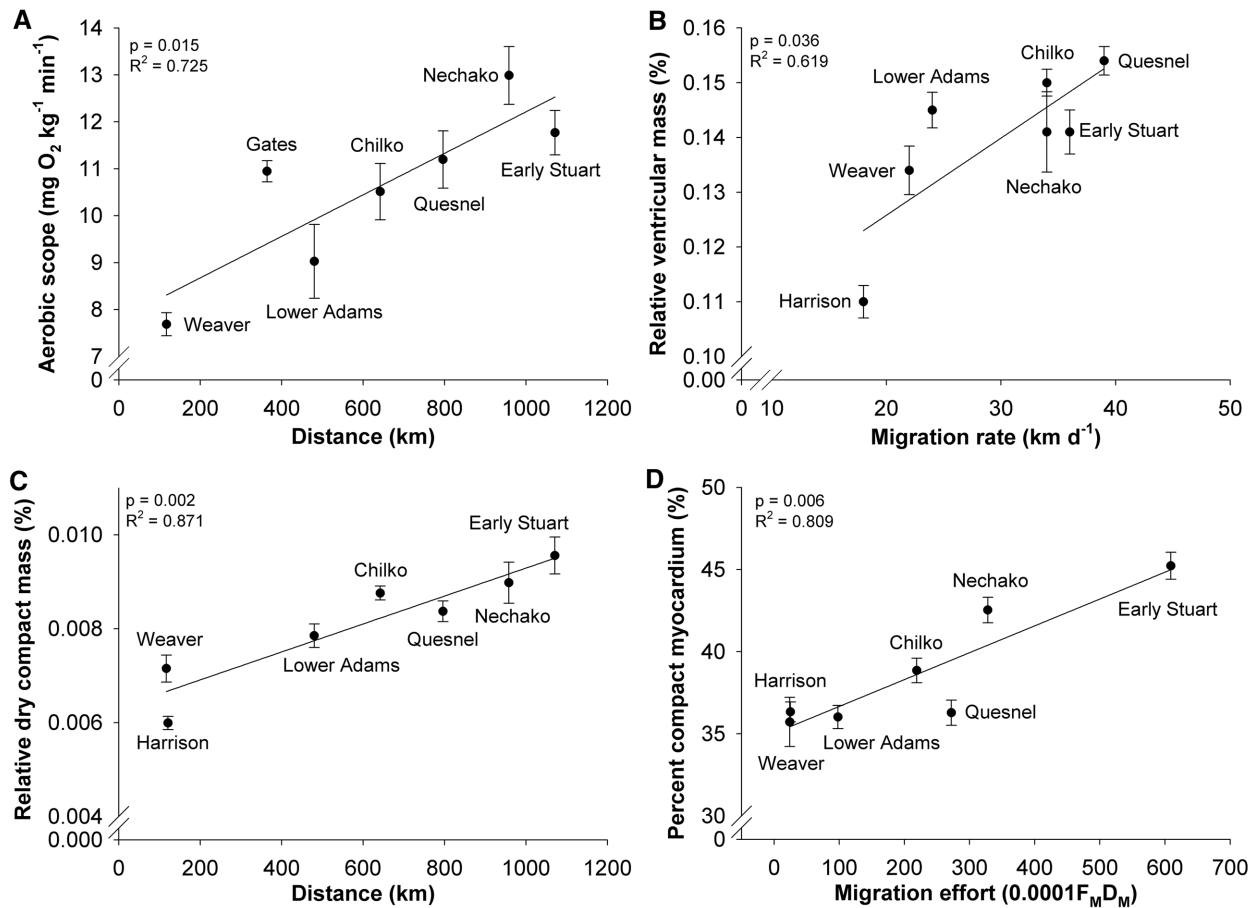 A
p = 0.015
R² = 0.725
14
13
12
11
10
9
8
7
0
Aerobic scope (mg O₂ kg⁻¹ min⁻¹)
Nechako
Gates
Chilko
Early Stuart
Quesnel
Lower Adams
Weaver
0 200 400 600 800 1000 1200
Distance (km)
B
p = 0.036
R² = 0.619
0.16
0.15
0.14
0.13
0.12
0.11
0.10
0.00
Relative ventricular mass (%)
Chilko
Quesnel
Lower Adams
Early Stuart
Weaver
Nechako
Harrison
0 10 20 30 40 50
Migration rate (km d⁻¹)
C
p = 0.002
R² = 0.871
0.010
0.008
0.006
0.004
0.000
Relative dry compact mass (%)
Early Stuart
Chilko
Weaver
Nechako
Quesnel
Lower Adams
Harrison
0 200 400 600 800 1000 1200
Distance (km)
D
p = 0.006
R² = 0.809
50
45
40
35
30
0
Percent compact myocardium (%)
Nechako
Early Stuart
Chilko
Harrison
Quesnel
Lower Adams
Weaver
0 100 200 300 400 500 600 700
Migration effort (0.0001F_MD_M)